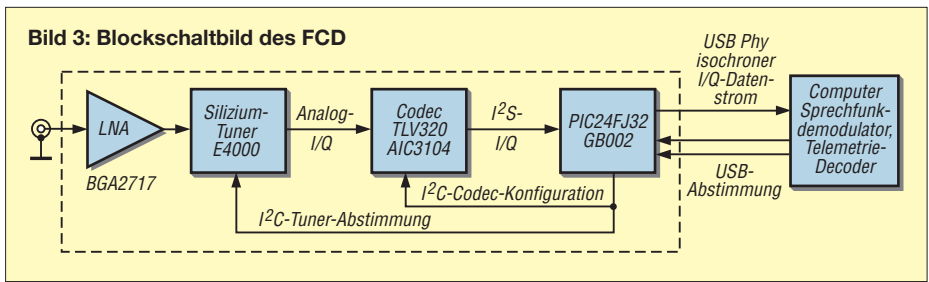 Bild 3: Blockschaltbild des FCD
LNA
BGA2717
Silizium-
Tuner
E4000
Analog-
I/Q
Codec
TLV320
AIC3104
I²S-
I/Q
PIC24FJ32
GB002
USB Phy
isochroner
I/Q-Daten-
strom
USB-
Abstimmung
Computer
Sprechfunk-
demodulator,
Telemetrie-
Decoder
I²C-Codec-Konfiguration
I²C-Tuner-Abstimmung